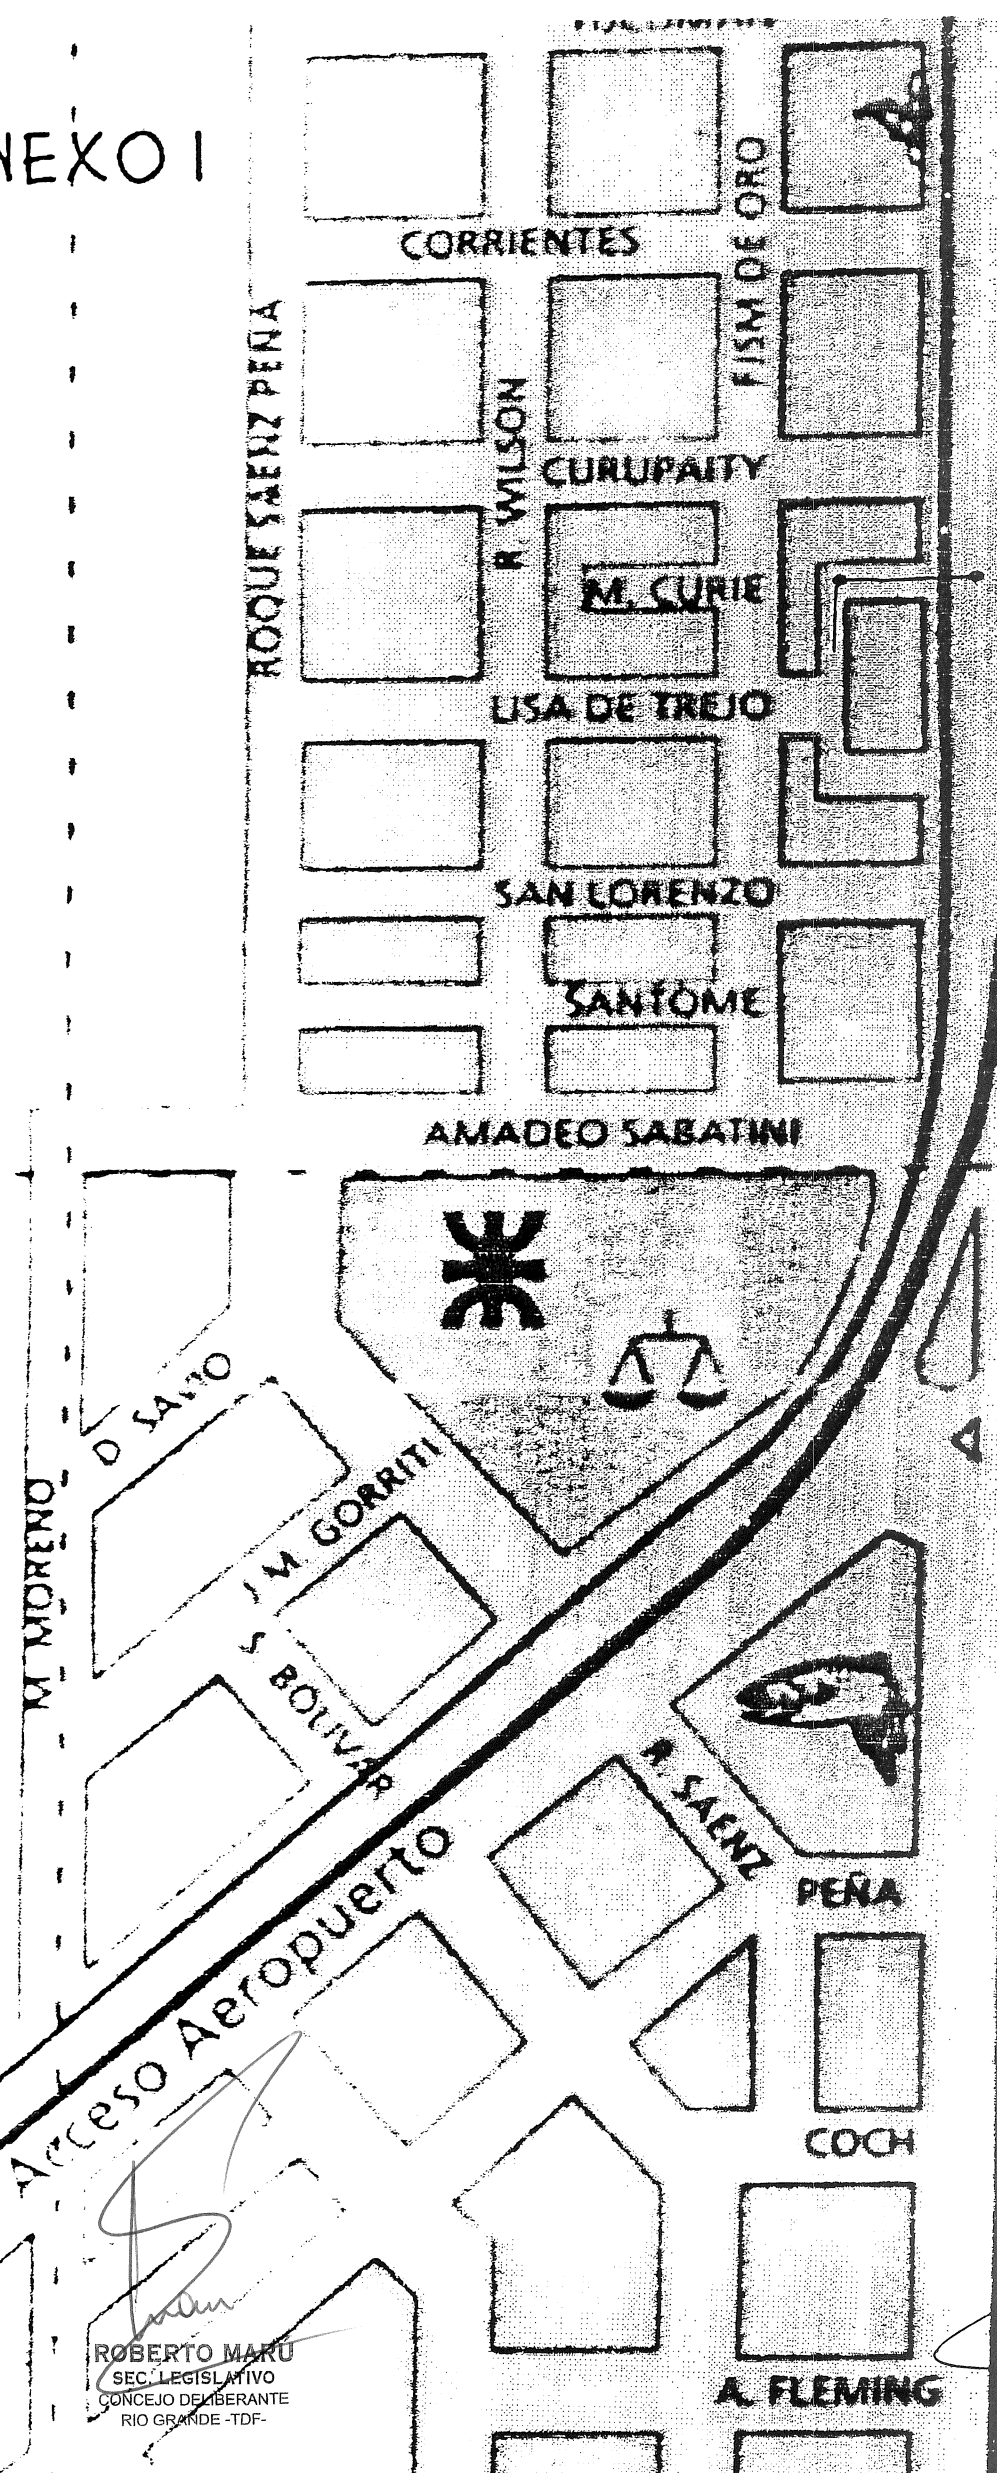 NEXO I
CORRIENTES
FISM DE ORO
ROQUE SAENZ PEÑA
R. WILSON
CURUPAITY
M. CURIE
LISA DE TREJO
SAN LORENZO
SANTOME
AMADEO SABATINI
D SAVIO
J M GORRITI
M MORENO
S BOLIVAR
R. SAENZ
PEÑA
Acceso Aeropuerto
COCH
ROBERTO MARÚ
SEC. LEGISLATIVO
CONCEJO DELIBERANTE
RIO GRANDE -TDF-
A. FLEMING